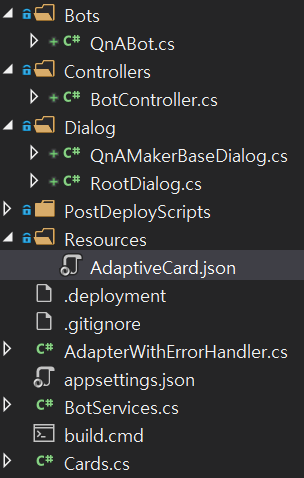 Bots
C# QnABot.cs
Controllers
C# BotController.cs
Dialog
C# QnAMakerBaseDialog.cs
C# RootDialog.cs
PostDeployScripts
Resources
AdaptiveCard.json
.deployment
.gitignore
C# AdapterWithErrorHandler.cs
appsettings.json
C# BotServices.cs
build.cmd
C# Cards.cs